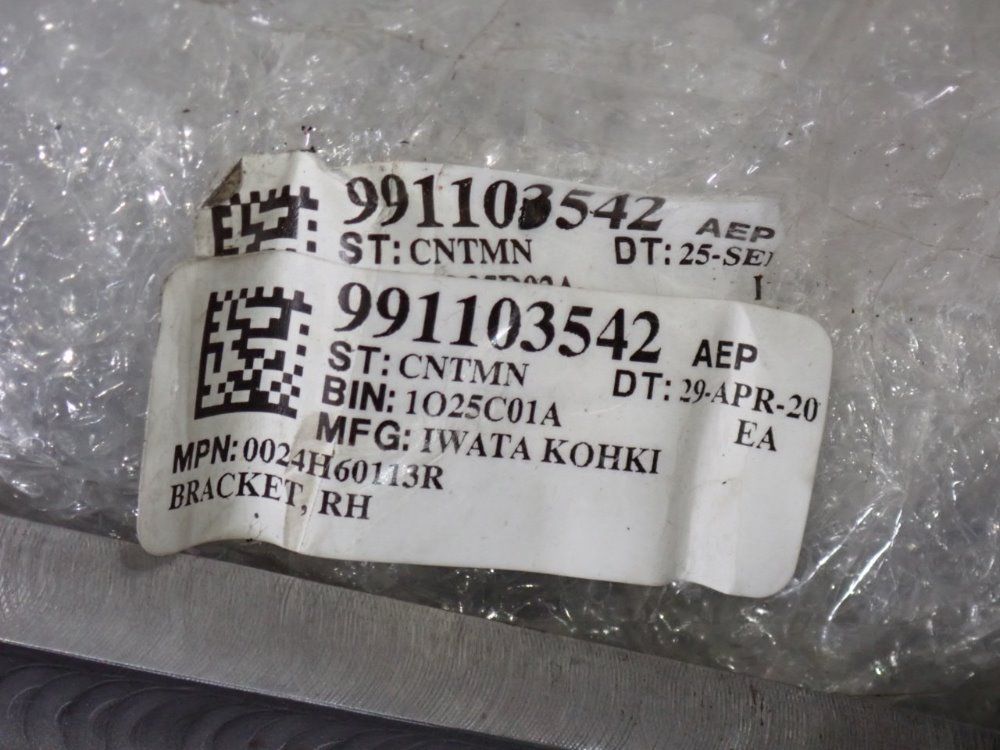 991103542 AEP
ST: CNTMN DT: 25-SE
991103542 AEP
ST: CNTMN DT: 29-APR-20
BIN: 1O25C01A EA
MFG: IWATA KOHKI
MPN: 0024H60113R
BRACKET, RH